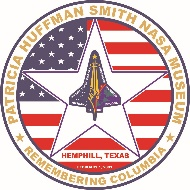 PATRICIA HUFFMAN SMITH NASA MUSEUM
HEMPHILL, TEXAS
★ REMEMBERING COLUMBIA ★